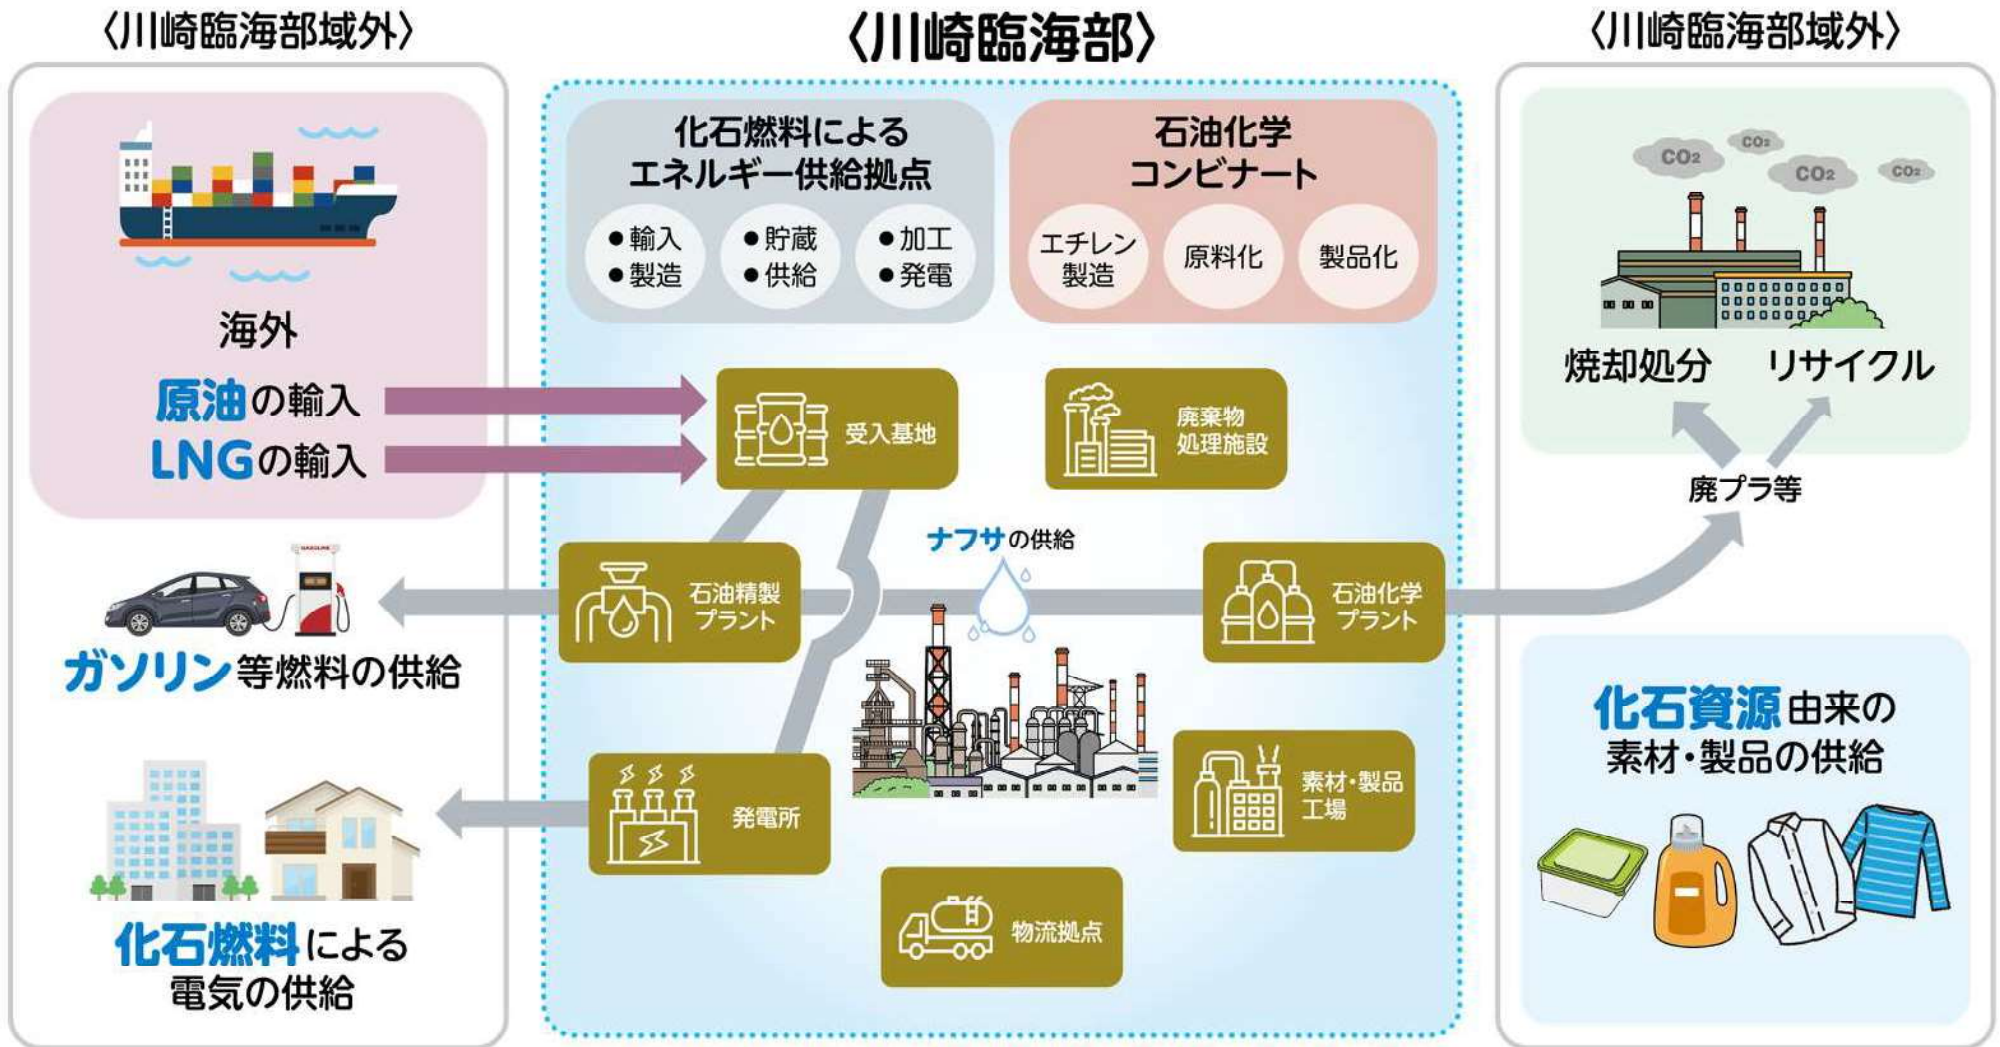 〈川崎臨海部域外〉
海外
原油の輸入
LNGの輸入
GASOLINE
ガソリン等燃料の供給
化石燃料による
電気の供給
〈川崎臨海部〉
化石燃料による
エネルギー供給拠点
●輸入
●製造
●貯蔵
●供給
●加工
●発電
石油化学
コンビナート
エチレン
製造
原料化
製品化
受入基地
廃棄物
処理施設
ナフサの供給
石油精製
プラント
石油化学
プラント
発電所
素材・製品
工場
物流拠点
〈川崎臨海部域外〉
CO2
CO2
CO2
CO2
焼却処分
リサイクル
廃プラ等
化石資源由来の
素材・製品の供給